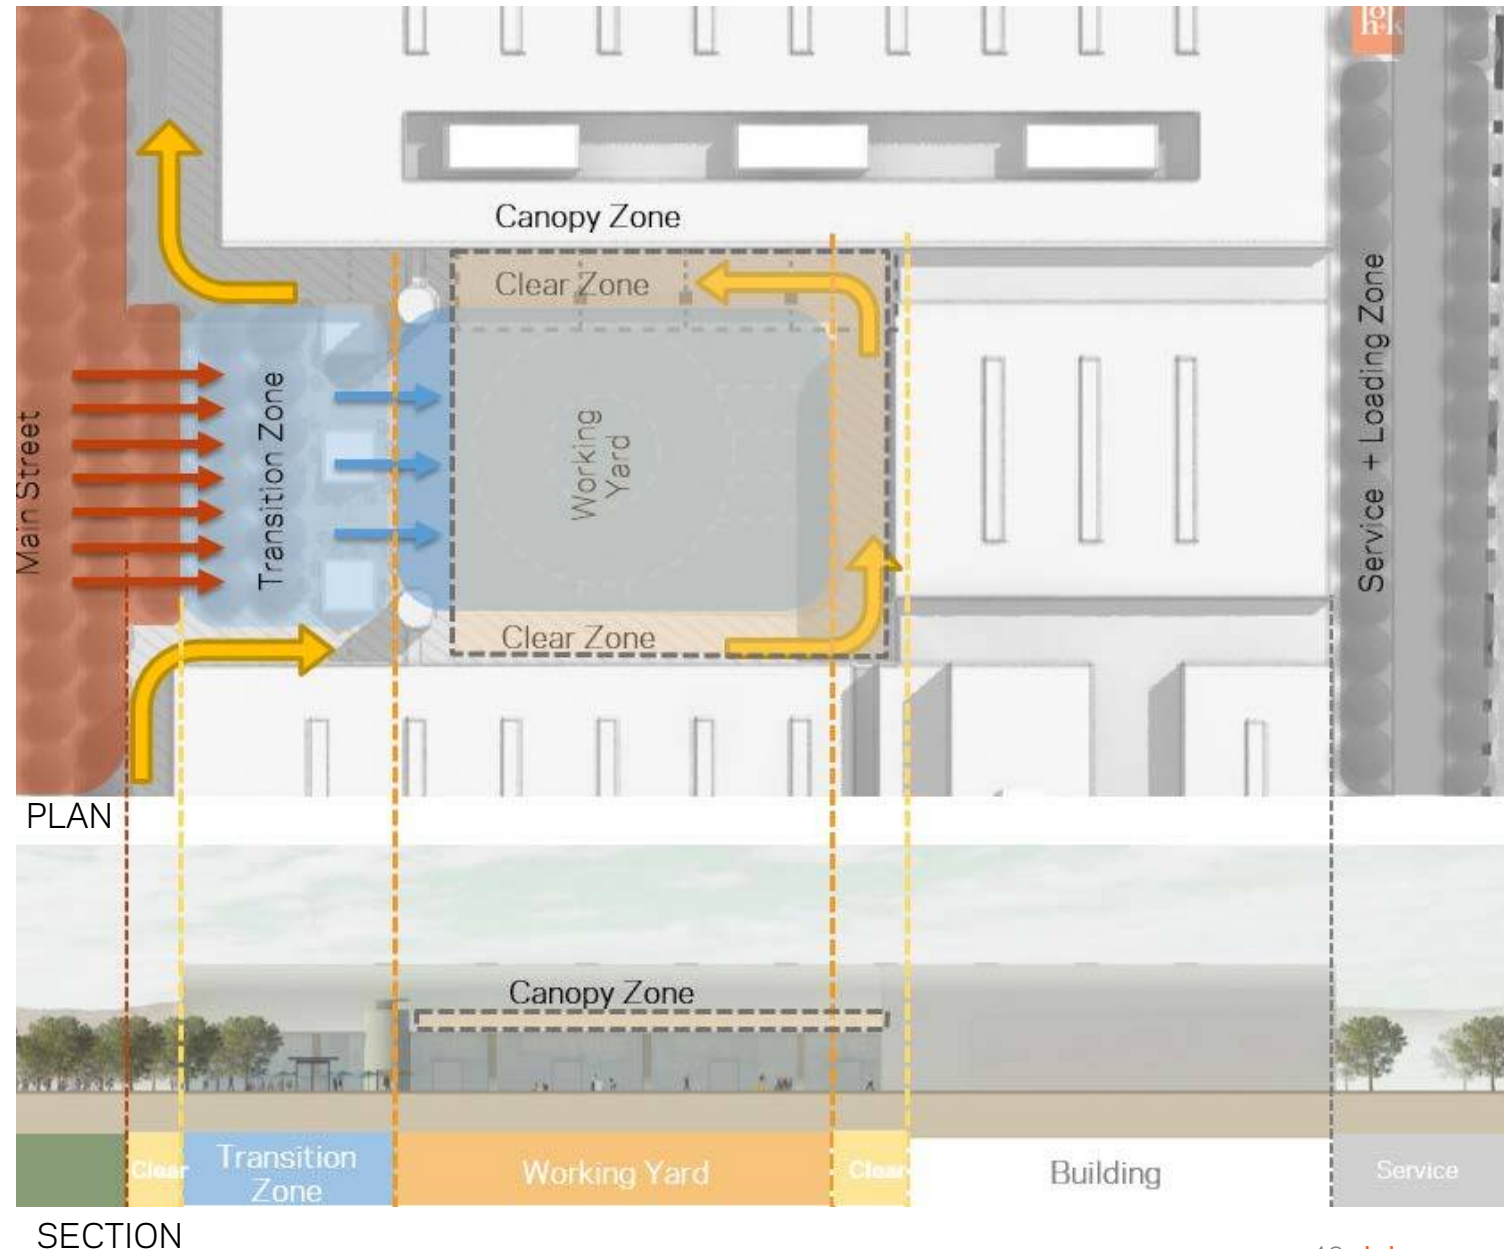 Canopy Zone
Clear Zone
Main Street
Transition Zone
Working
Yard
Service + Loading Zone
Clear Zone
PLAN
Canopy Zone
Clear
Transition
Zone
Working Yard
Clear
Building
Service
SECTION